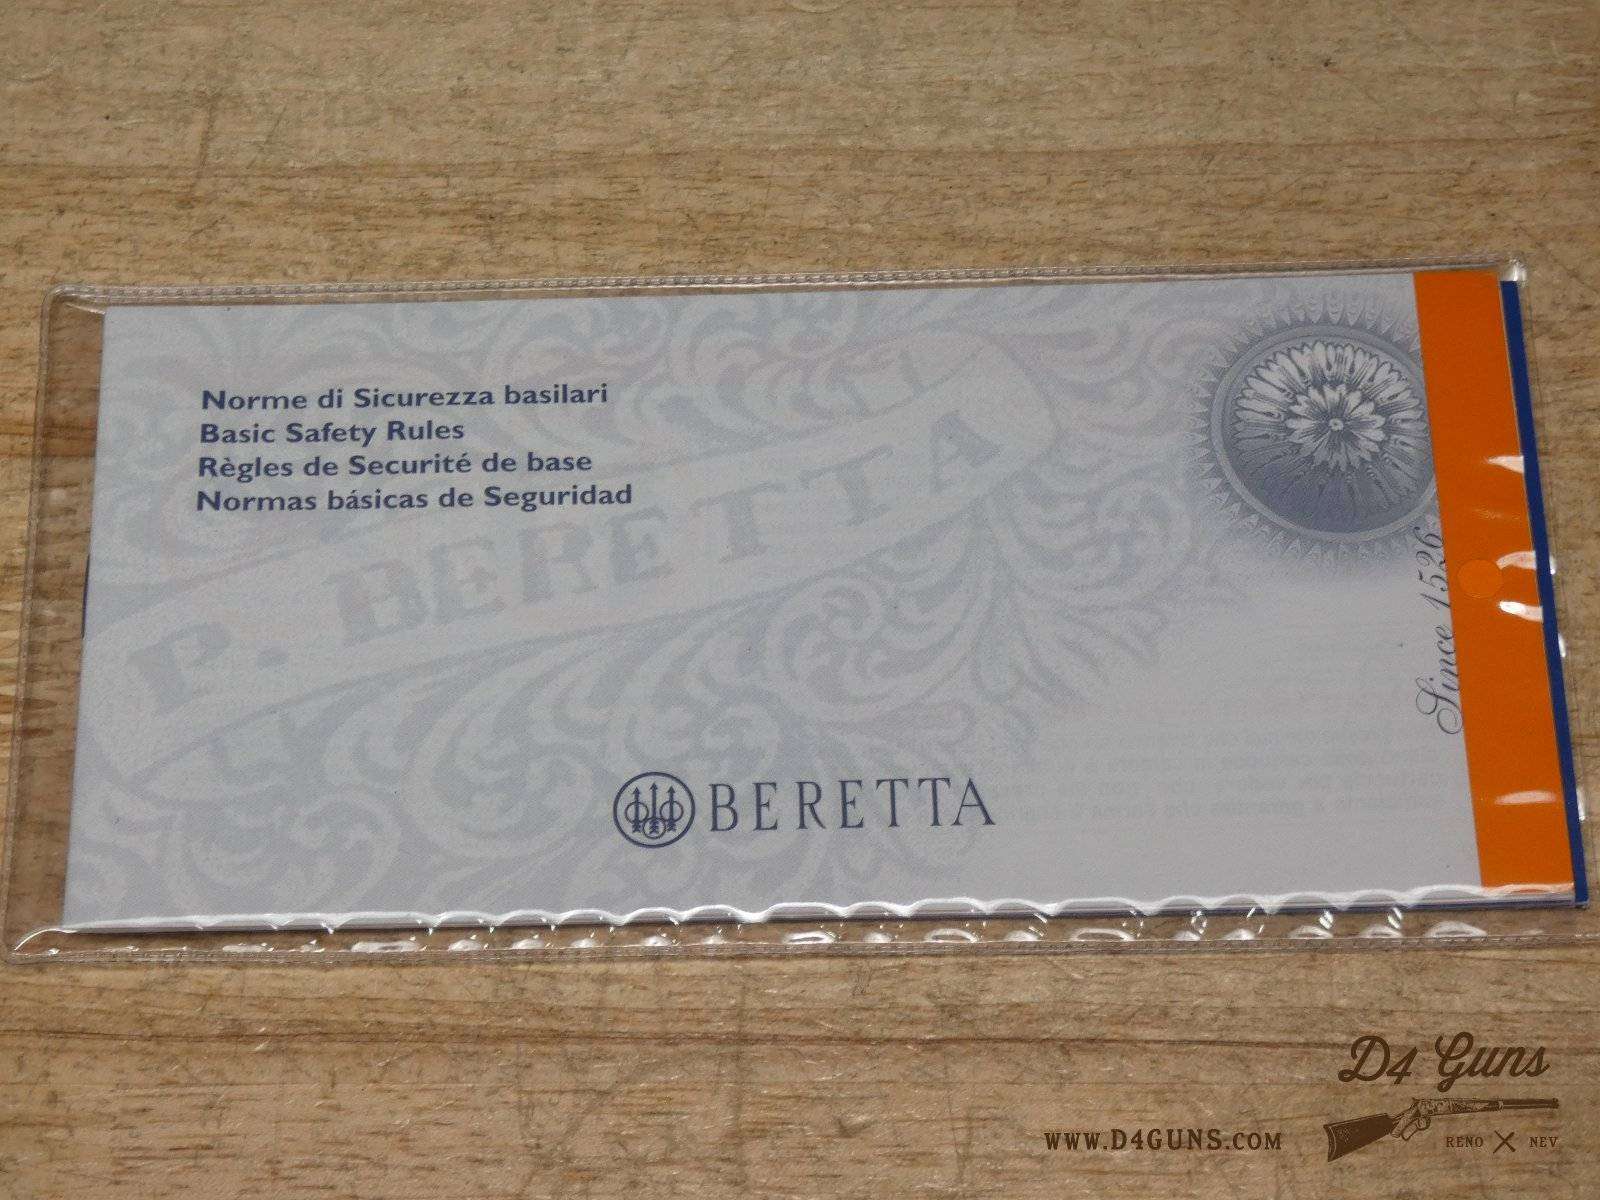 Norme di Sicurezza basilari
Basic Safety Rules
Règles de Securité de base
Normas básicas de Seguridad
P. BERETTA
Since 1526
BERETTA
D4 Guns
WWW.D4GUNS.COM
RENO NEV